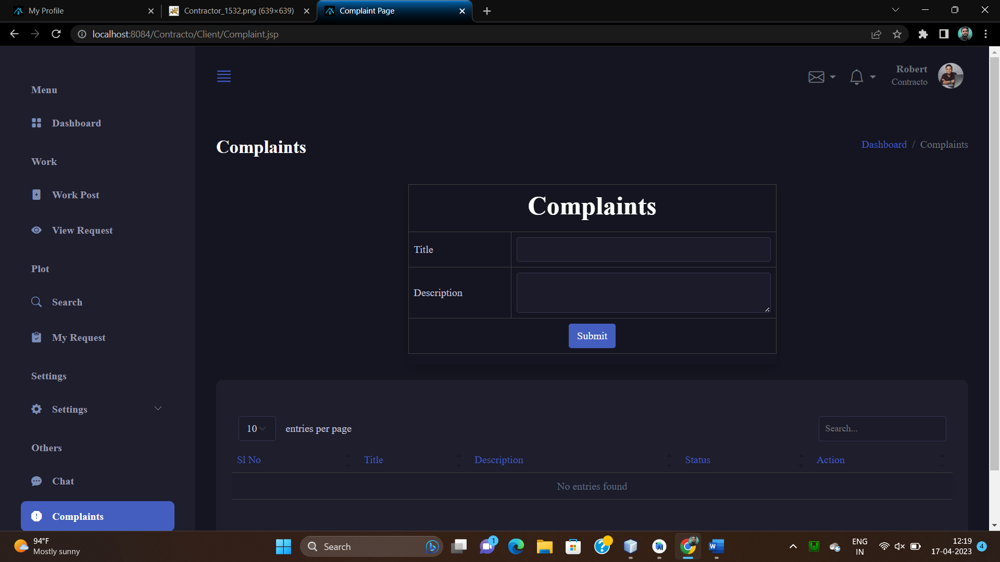 My Profile
Contractor_1532.png (639×639)
Complaint Page
localhost:8084/Contracto/Client/Complaint.jsp
Menu
Dashboard
Work
Work Post
View Request
Plot
Search
My Request
Settings
Settings
Others
Chat
Complaints
Robert
Contracto
Complaints
Dashboard / Complaints
Complaints
Title
Description
Submit
10 entries per page
Search...
Sl No Title Description Status Action
No entries found
94°F
Mostly sunny
Search
1
ENG
IN
12:19
17-04-2023
4